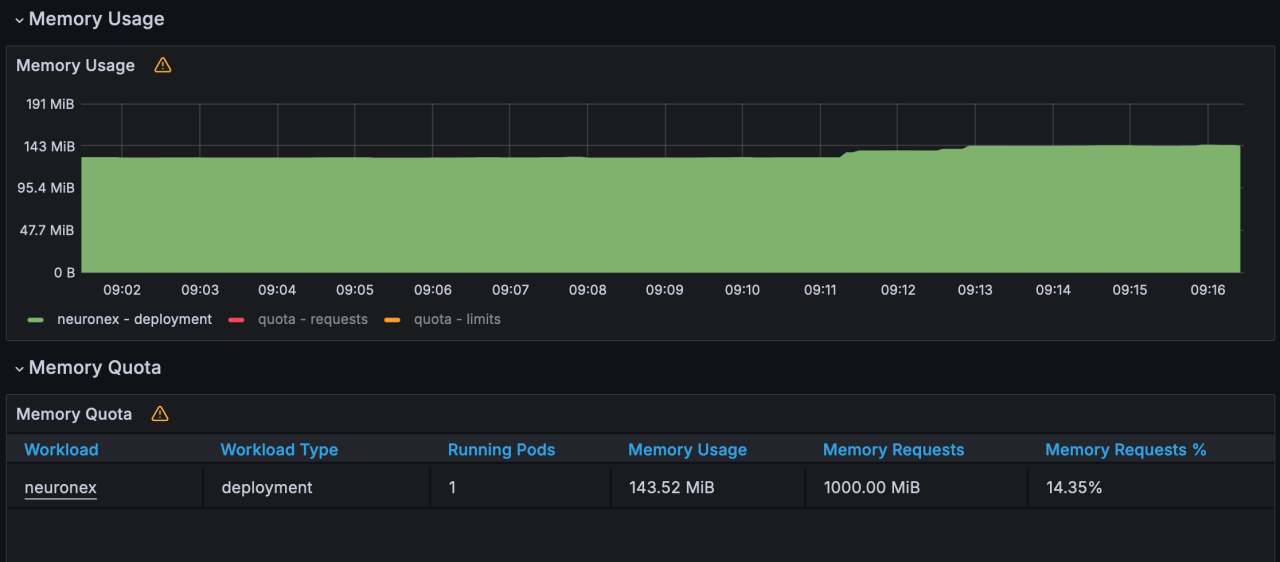 Memory Usage
Memory Usage
191 MiB
143 MiB
95.4 MiB
47.7 MiB
0 B
09:02 09:03 09:04 09:05 09:06 09:07 09:08 09:09 09:10 09:11 09:12 09:13 09:14 09:15 09:16
neuronex - deployment quota - requests quota - limits
Memory Quota
Memory Quota
Workload Workload Type Running Pods Memory Usage Memory Requests Memory Requests %
neuronex deployment 1 143.52 MiB 1000.00 MiB 14.35%